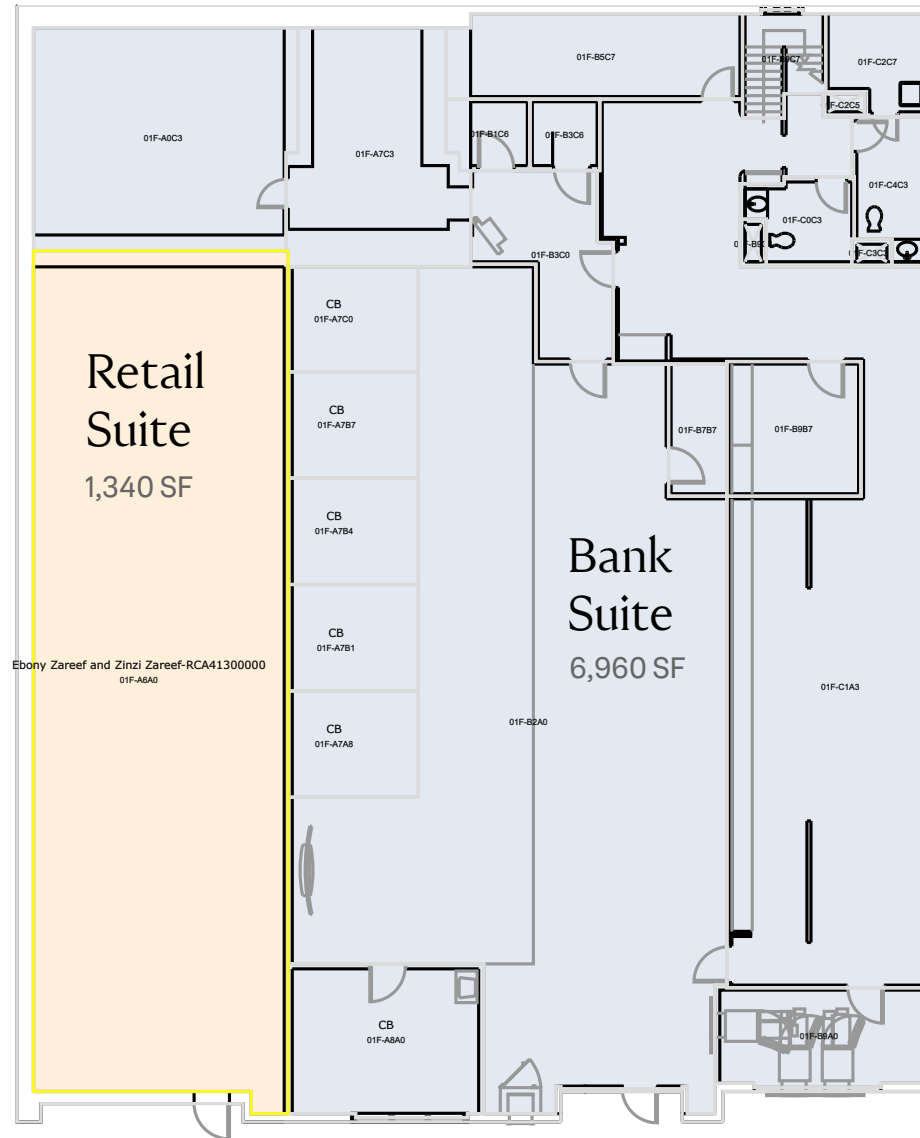 01F-B5C7
01F-C2C7
01F-C2C5
01F-A0C3
01F-A7C3
01F-B1C6
01F-B3C6
01F-C4C3
01F-C0C3
01F-C3C3
01F-B3C0
CB
01F-A7C0
Retail
Suite
1,340 SF
CB
01F-A7B7
01F-B7B7
01F-B9B7
CB
01F-A7B4
Bank
Suite
6,960 SF
CB
01F-A7B1
Ebony Zareef and Zinzi Zareef-RCA41300000
01F-A6A0
01F-C1A3
01F-B2A0
CB
01F-A7A8
CB
01F-A8A0
01F-B9A0